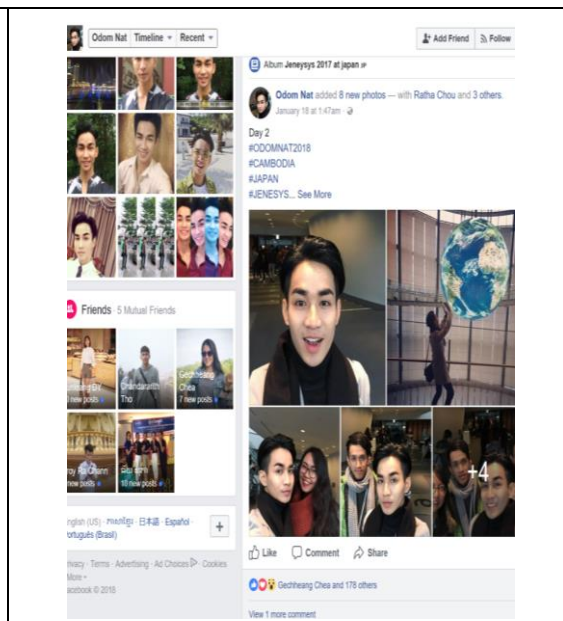 Odom Nat Timeline Recent
Add Friend Follow
Album Jeneysys 2017 at japan
Odom Nat added 8 new photos — with Ratha Chou and 3 others.
January 18 at 1:47am
Day 2
#ODOMNAT2018
#CAMBODIA
#JAPAN
#JENESYS... See More
Friends · 5 Mutual Friends
Chandararith
Tho
Gechheang
Chea
7 new posts
new posts
10 new posts
English (US) · ភាសាខ្មែរ · 日本語 · Español ·
Português (Brasil)
+
Privacy · Terms · Advertising · Ad Choices · Cookies
More
Facebook © 2018
+4
Like Comment Share
Gechheang Chea and 178 others
View 1 more comment